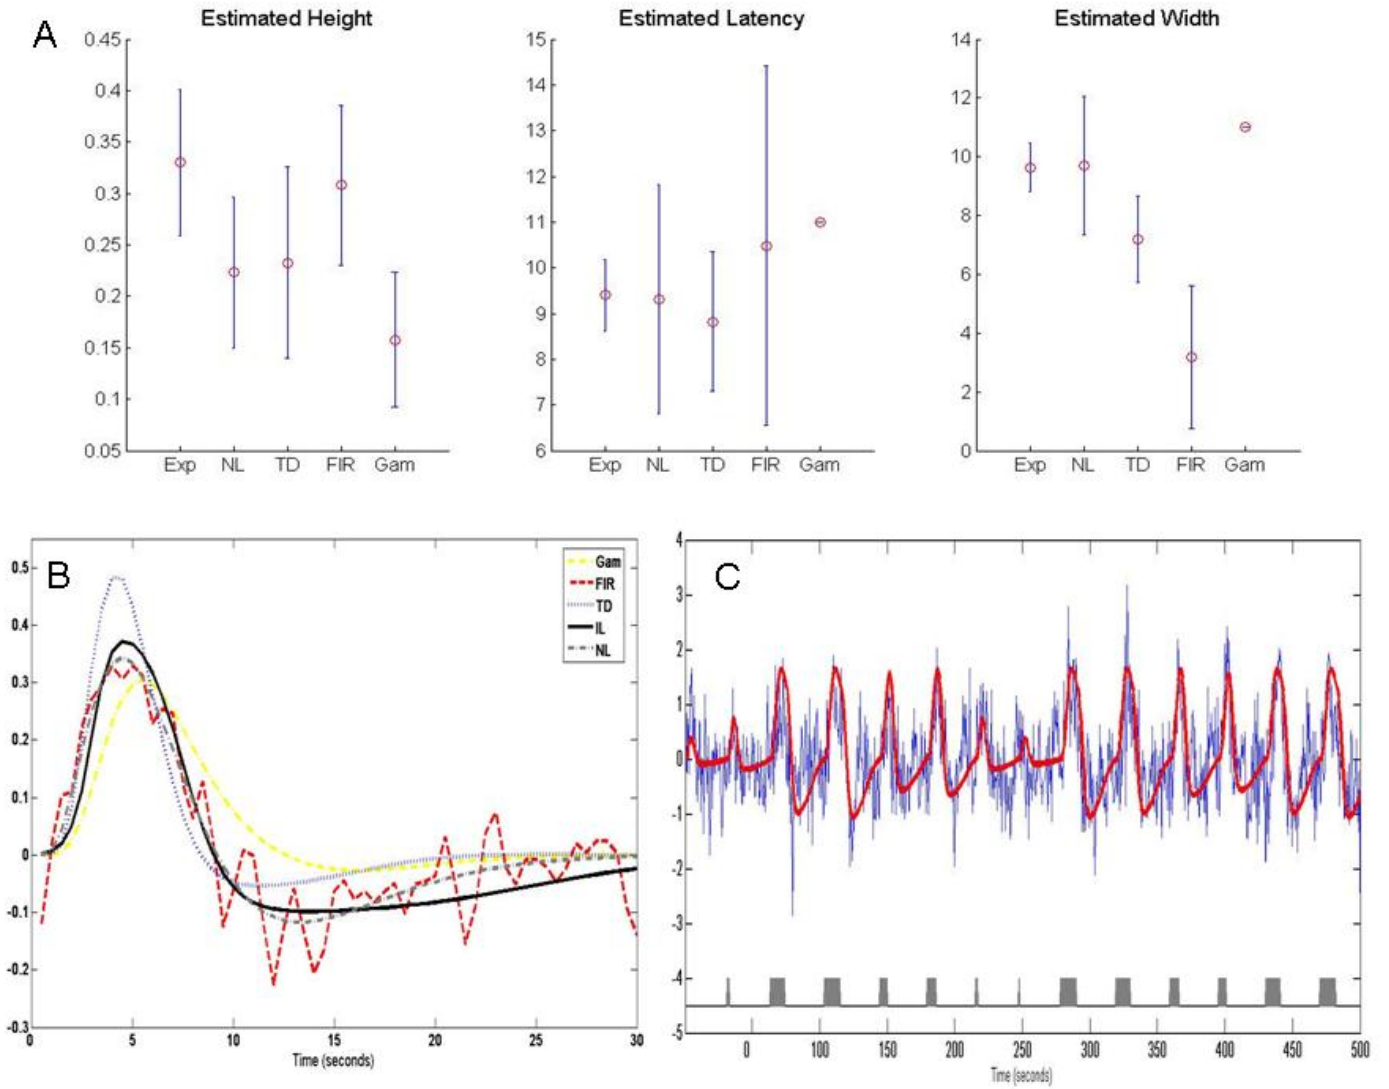 A
Estimated Height
0.45
0.4
0.35
0.3
0.25
0.2
0.15
0.1
0.05
Exp NL TD FIR Gam
Estimated Latency
15
14
13
12
11
10
9
8
7
6
Exp NL TD FIR Gam
Estimated Width
14
12
10
8
6
4
2
0
Exp NL TD FIR Gam
B
0.5
0.4
0.3
0.2
0.1
0
-0.1
-0.2
-0.3
Gam
FIR
TD
IL
NL
0 5 10 15 20 25 30
Time (seconds)
C
4
3
2
1
0
-1
-2
-3
-4
-5
0 100 150 200 250 300 350 400 450 500
Time (seconds)